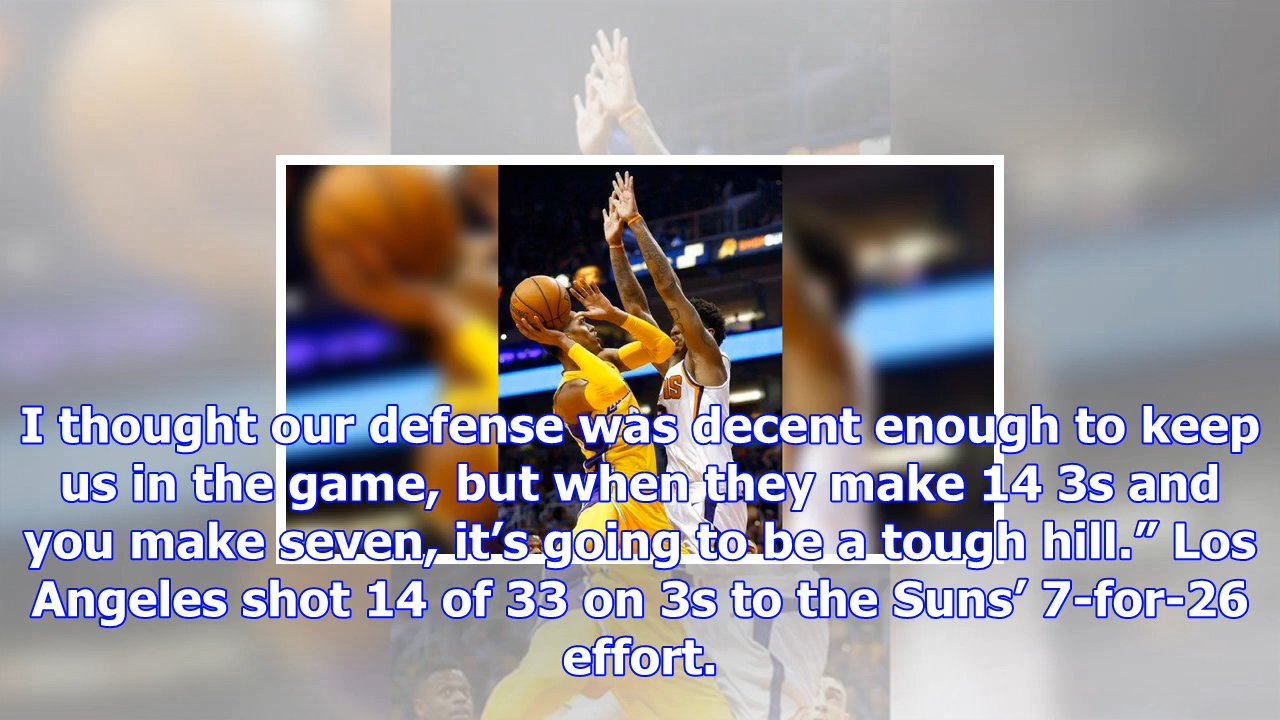 I thought our defense was decent enough to keep
us in the game, but when they make 14 3s and
you make seven, it’s going to be a tough hill.” Los
Angeles shot 14 of 33 on 3s to the Suns’ 7-for-26
effort.